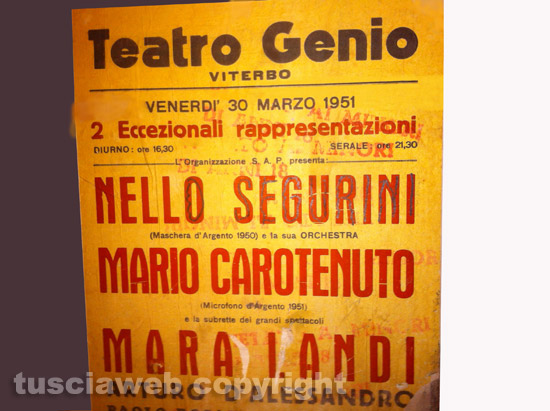 Teatro Genio
VITERBO
VENERDI' 30 MARZO 1951
2 Eccezionali rappresentazioni
DIURNO: ore 16,30 SERALE: ore 21,30
L'Organizzazione S.A.P. presenta:
NELLO SEGURINI
(Maschera d'Argento 1950) e la sua ORCHESTRA
MARIO CAROTENUTO
(Microfono d'Argento 1951)
e la subrette dei grandi spettacoli
MARA LANDI
ARTURO D'ALESSANDRO
tusciaweb copyright